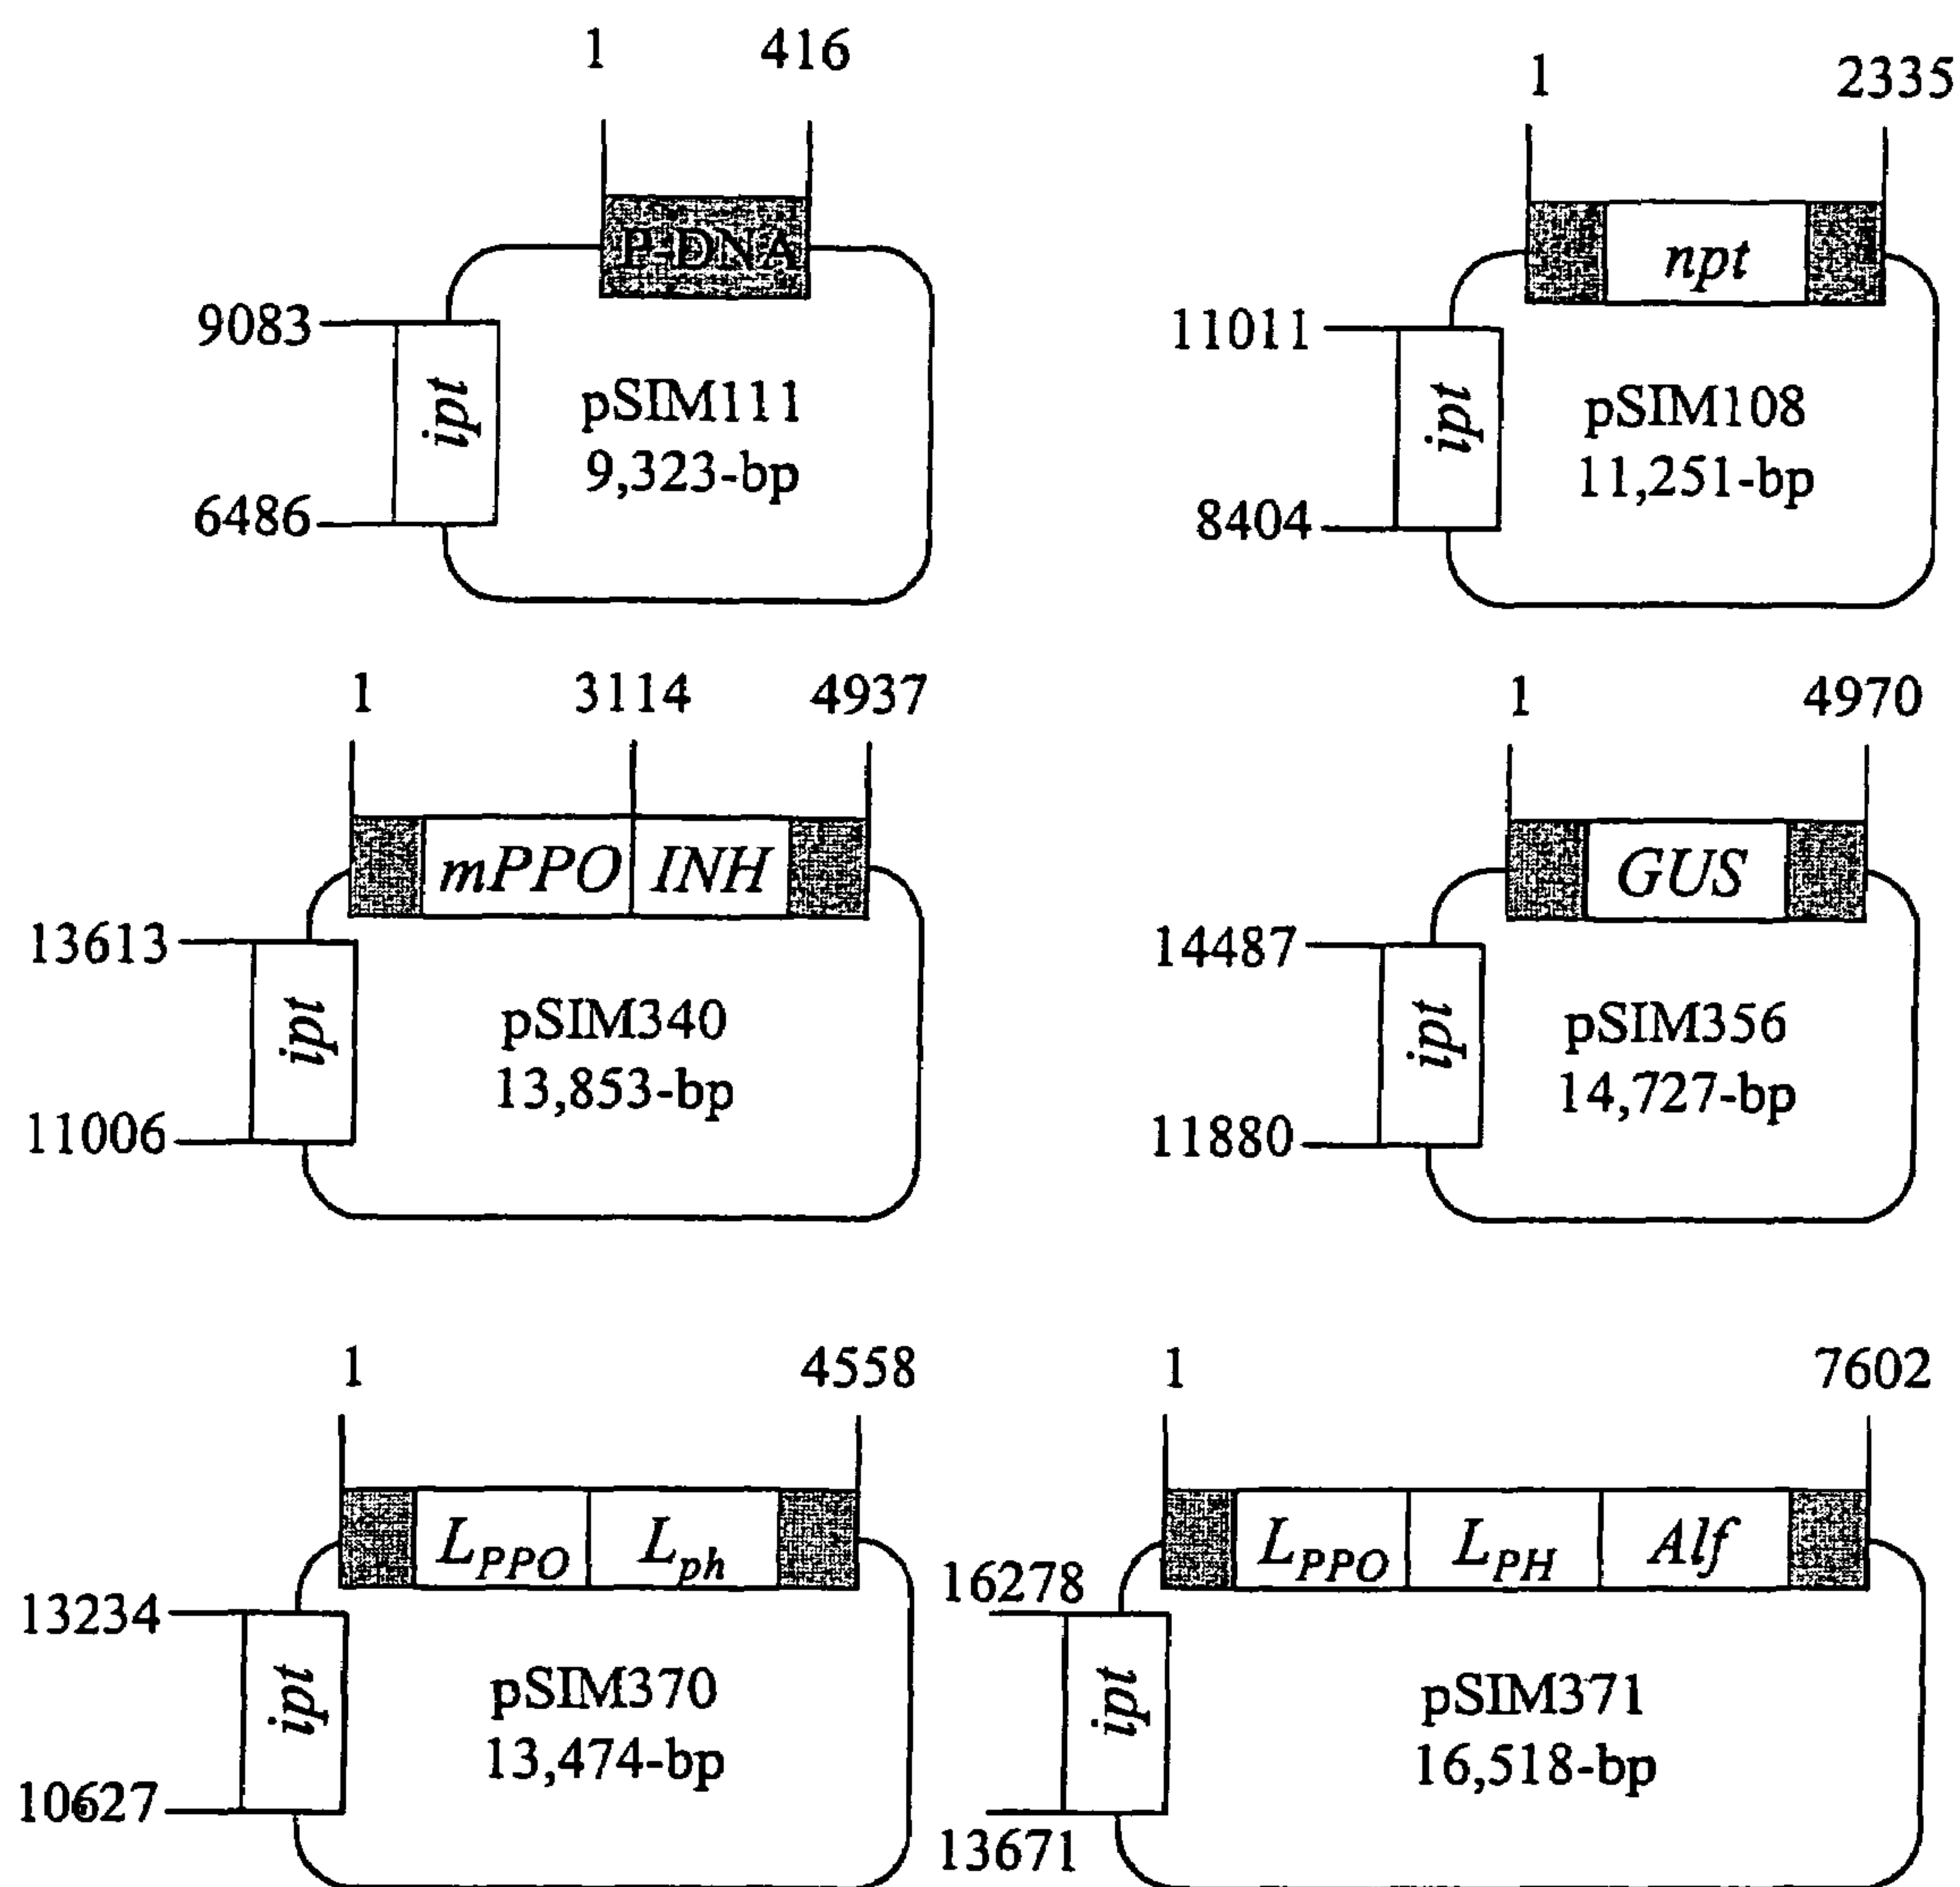 1 416
P-DNA
9083
ipt
6486
pSIM111
9,323-bp
1 2335
npt
11011
ipt
8404
pSIM108
11,251-bp
1 3114 4937
mPPO INH
13613
ipt
11006
pSIM340
13,853-bp
1 4970
GUS
14487
ipt
11880
pSIM356
14,727-bp
1 4558
LPPO Lph
13234
ipt
10627
pSIM370
13,474-bp
1 7602
LPPO LPH Alf
16278
ipt
13671
pSIM371
16,518-bp